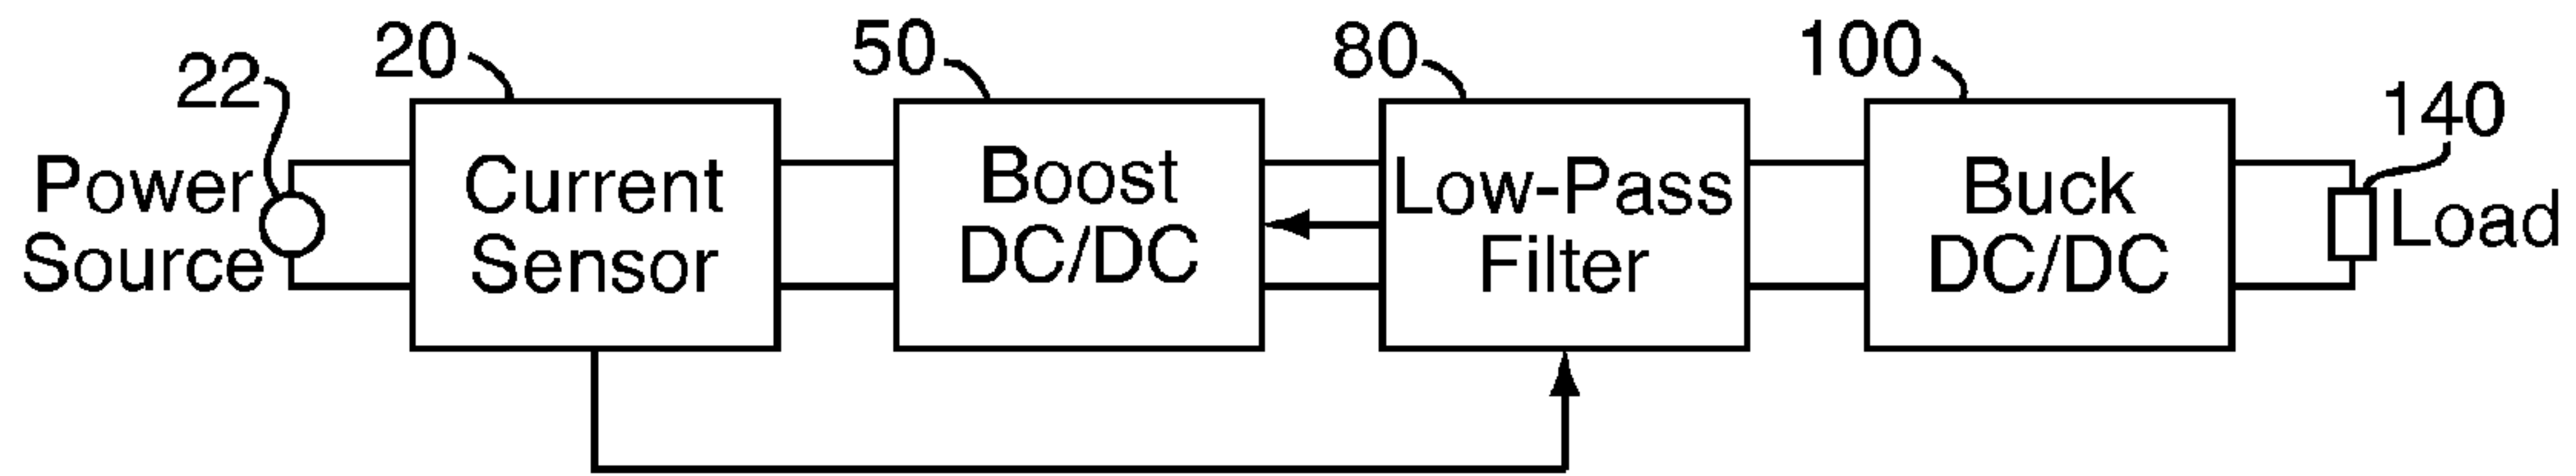 22
20
50
80
100
140
Power
Source
Current
Sensor
Boost
DC/DC
Low-Pass
Filter
Buck
DC/DC
Load